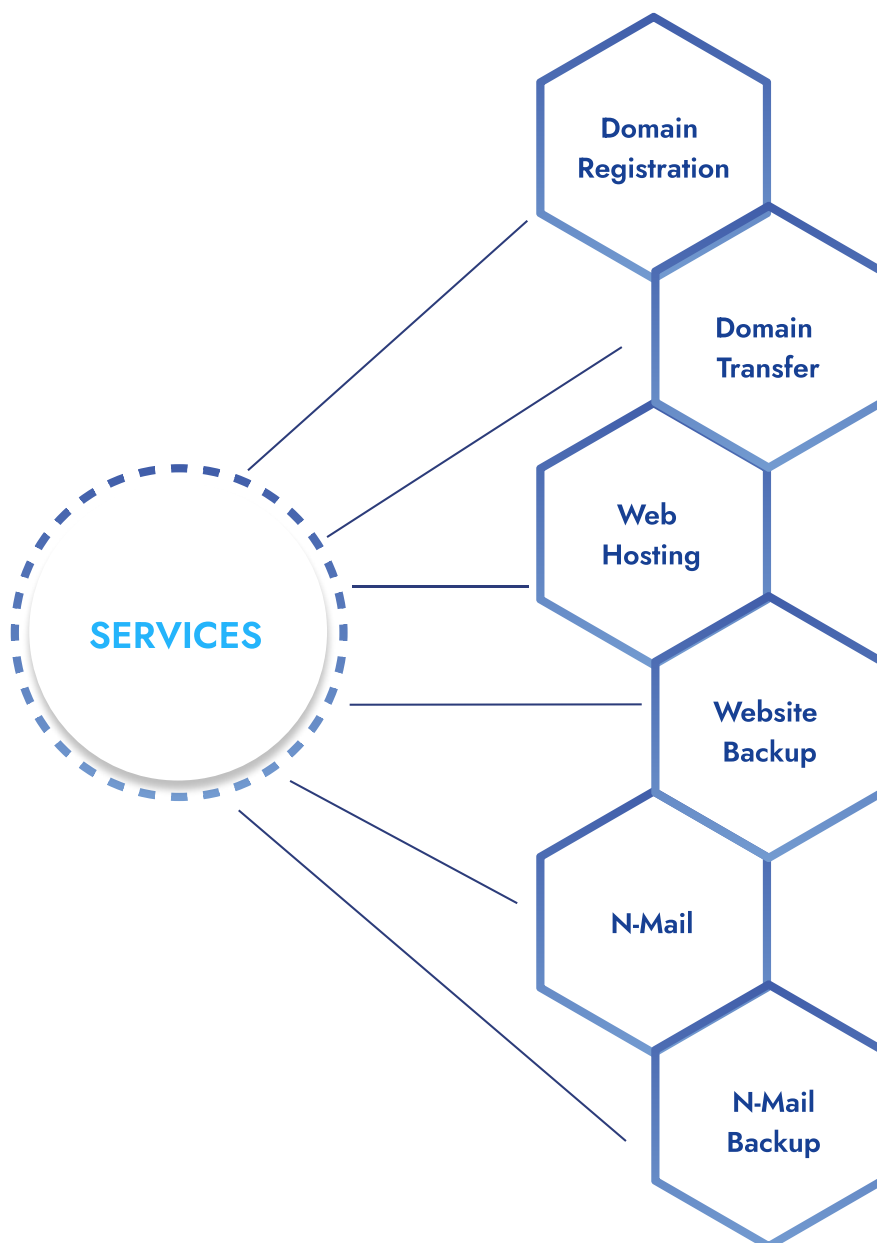 Domain
Registration
Domain
Transfer
Web
Hosting
SERVICES
Website
Backup
N-Mail
N-Mail
Backup